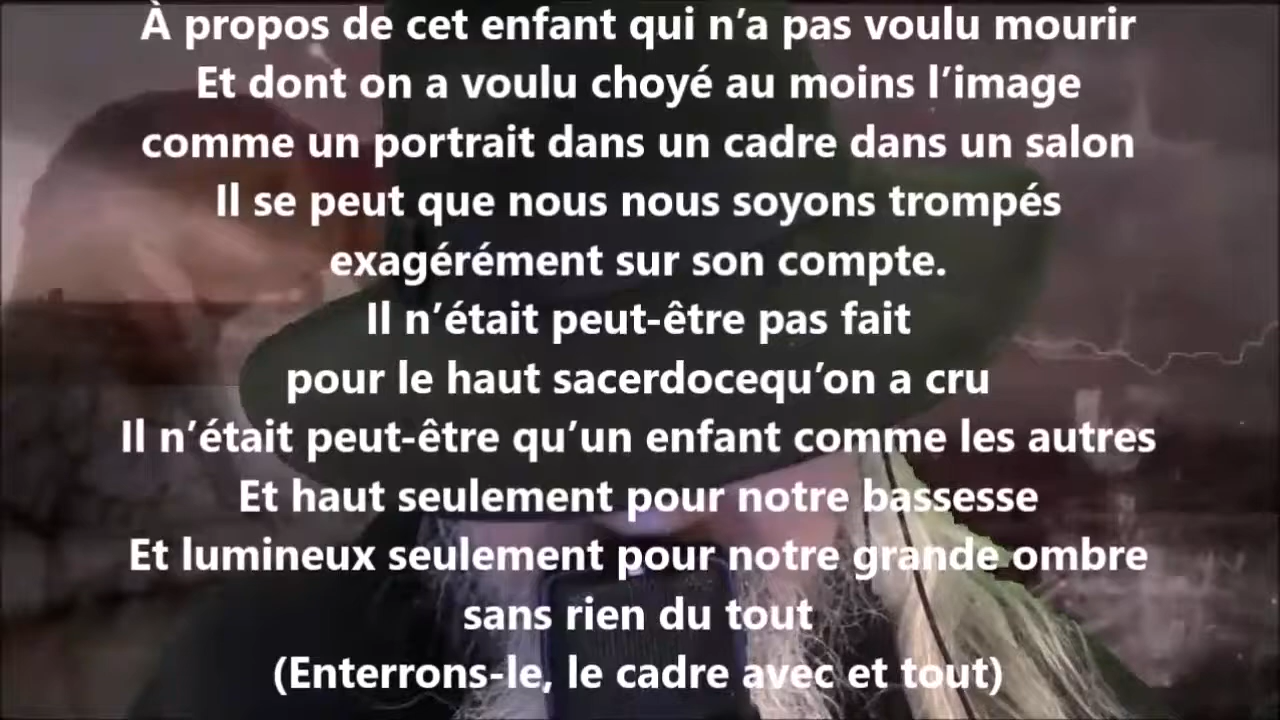 À propos de cet enfant qui n’a pas voulu mourir
Et dont on a voulu choyé au moins l’image
comme un portrait dans un cadre dans un salon
Il se peut que nous nous soyons trompés
exagérément sur son compte.
Il n’était peut-être pas fait
pour le haut sacerdocequ’on a cru
Il n’était peut-être qu’un enfant comme les autres
Et haut seulement pour notre bassesse
Et lumineux seulement pour notre grande ombre
sans rien du tout
(Enterrons-le, le cadre avec et tout)